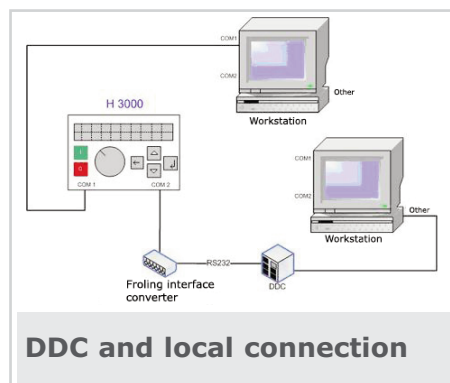 COM1
COM2
Other
Workstation
H 3000
I
0
COM 1
COM 2
COM1
COM2
Other
Workstation
RS232
Froling interface
converter
DDC
DDC and local connection